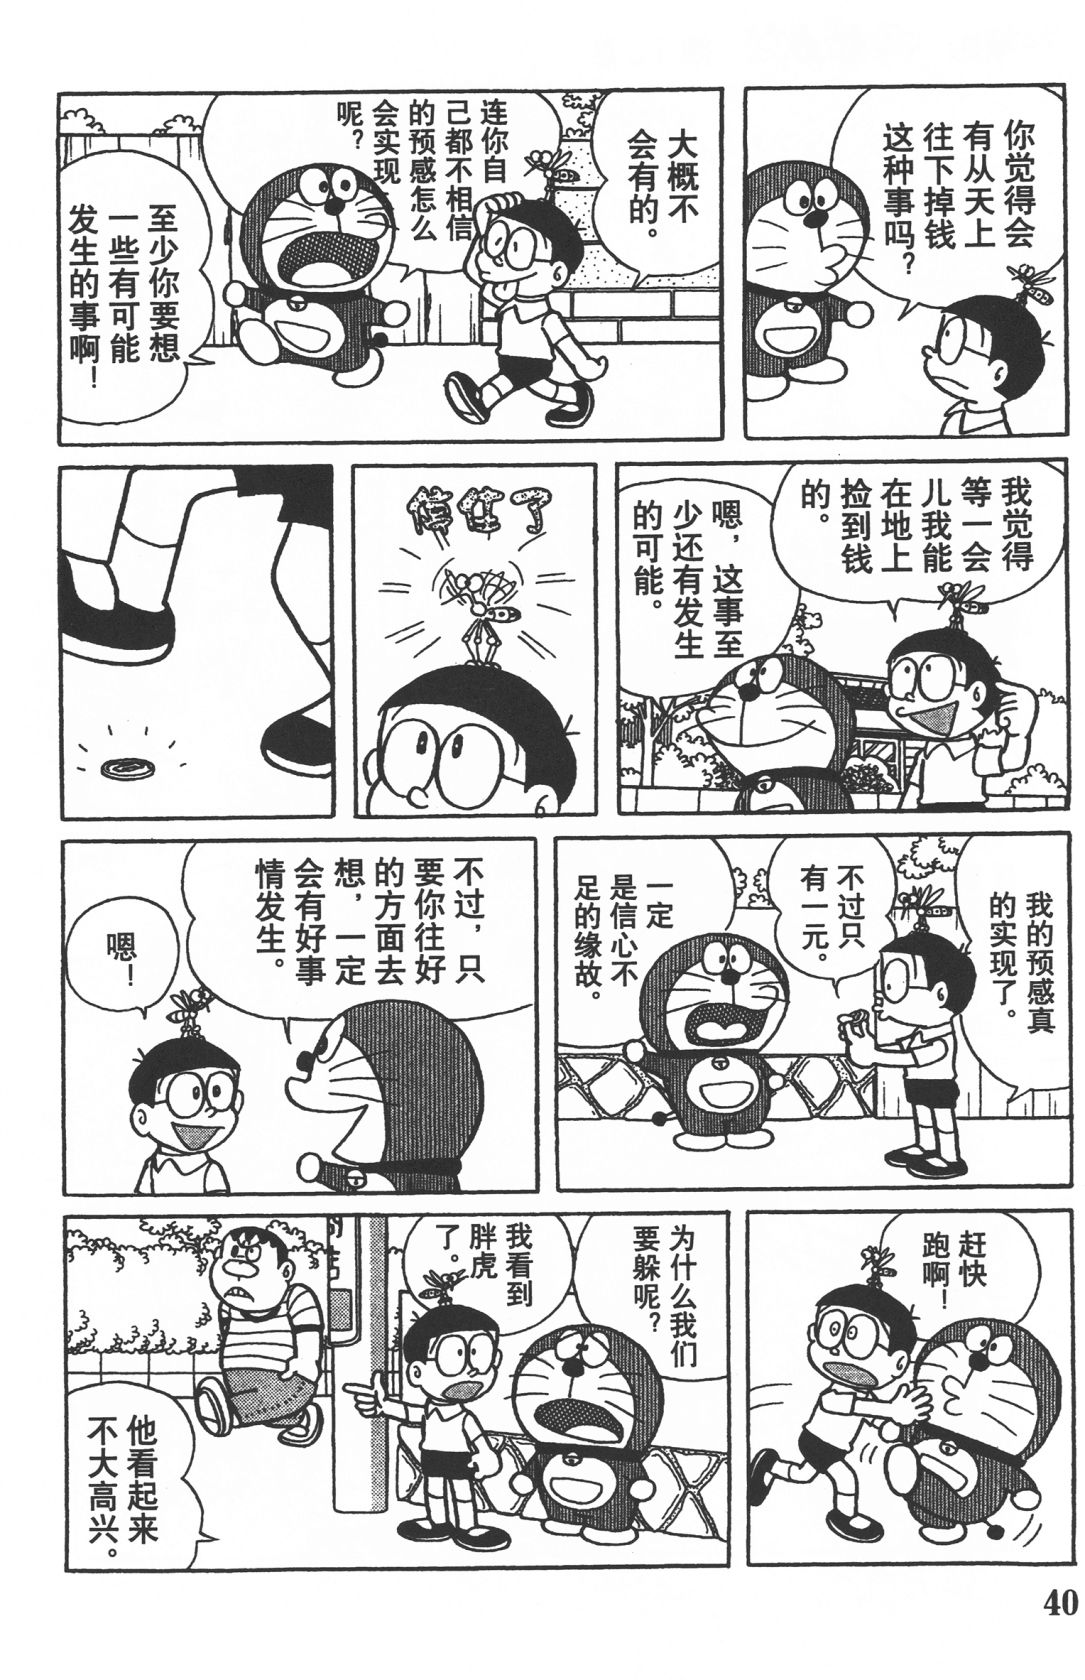 你觉得会
有从天上
往下掉钱
这种事吗？
大概不
会有的。
连你自
己都不相信
的预感怎么
会实现
呢？
至少你要想
一些有可能
发生的事啊！
我觉得
等一会
儿我能
在地上
捡到钱
的。
嗯，这事至
少还有发生
的可能。
我的预感真
的实现了。
不过只
有一元。
一定
是信心不
足的缘故。
不过，只
要你往好
的方面去
想，一定
会有好事
情发生。
嗯！
赶快
跑啊！
为什么我们
要躲呢？
我看到
胖虎
了。
他看起来
不大高兴。
40